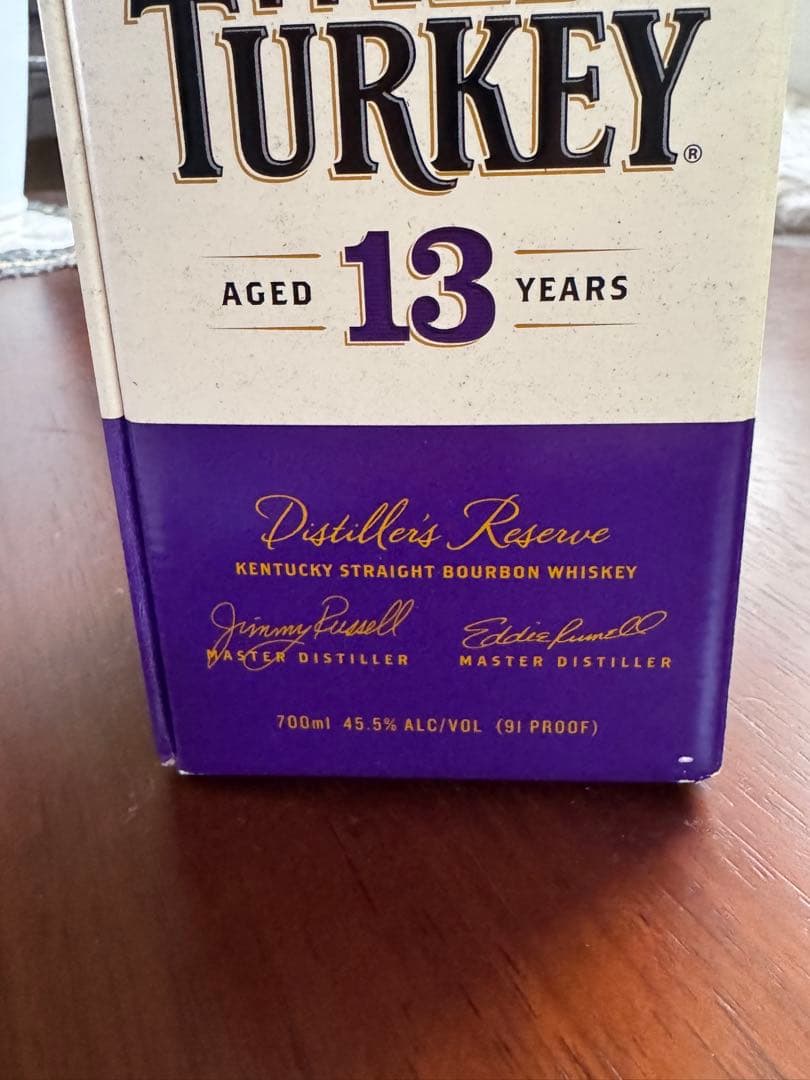 TURKEY®
AGED 13 YEARS
Distiller's Reserve
KENTUCKY STRAIGHT BOURBON WHISKEY
Jimmy Russell Eddie Russell
MASTER DISTILLER MASTER DISTILLER
700ml 45.5% ALC/VOL (91 PROOF)